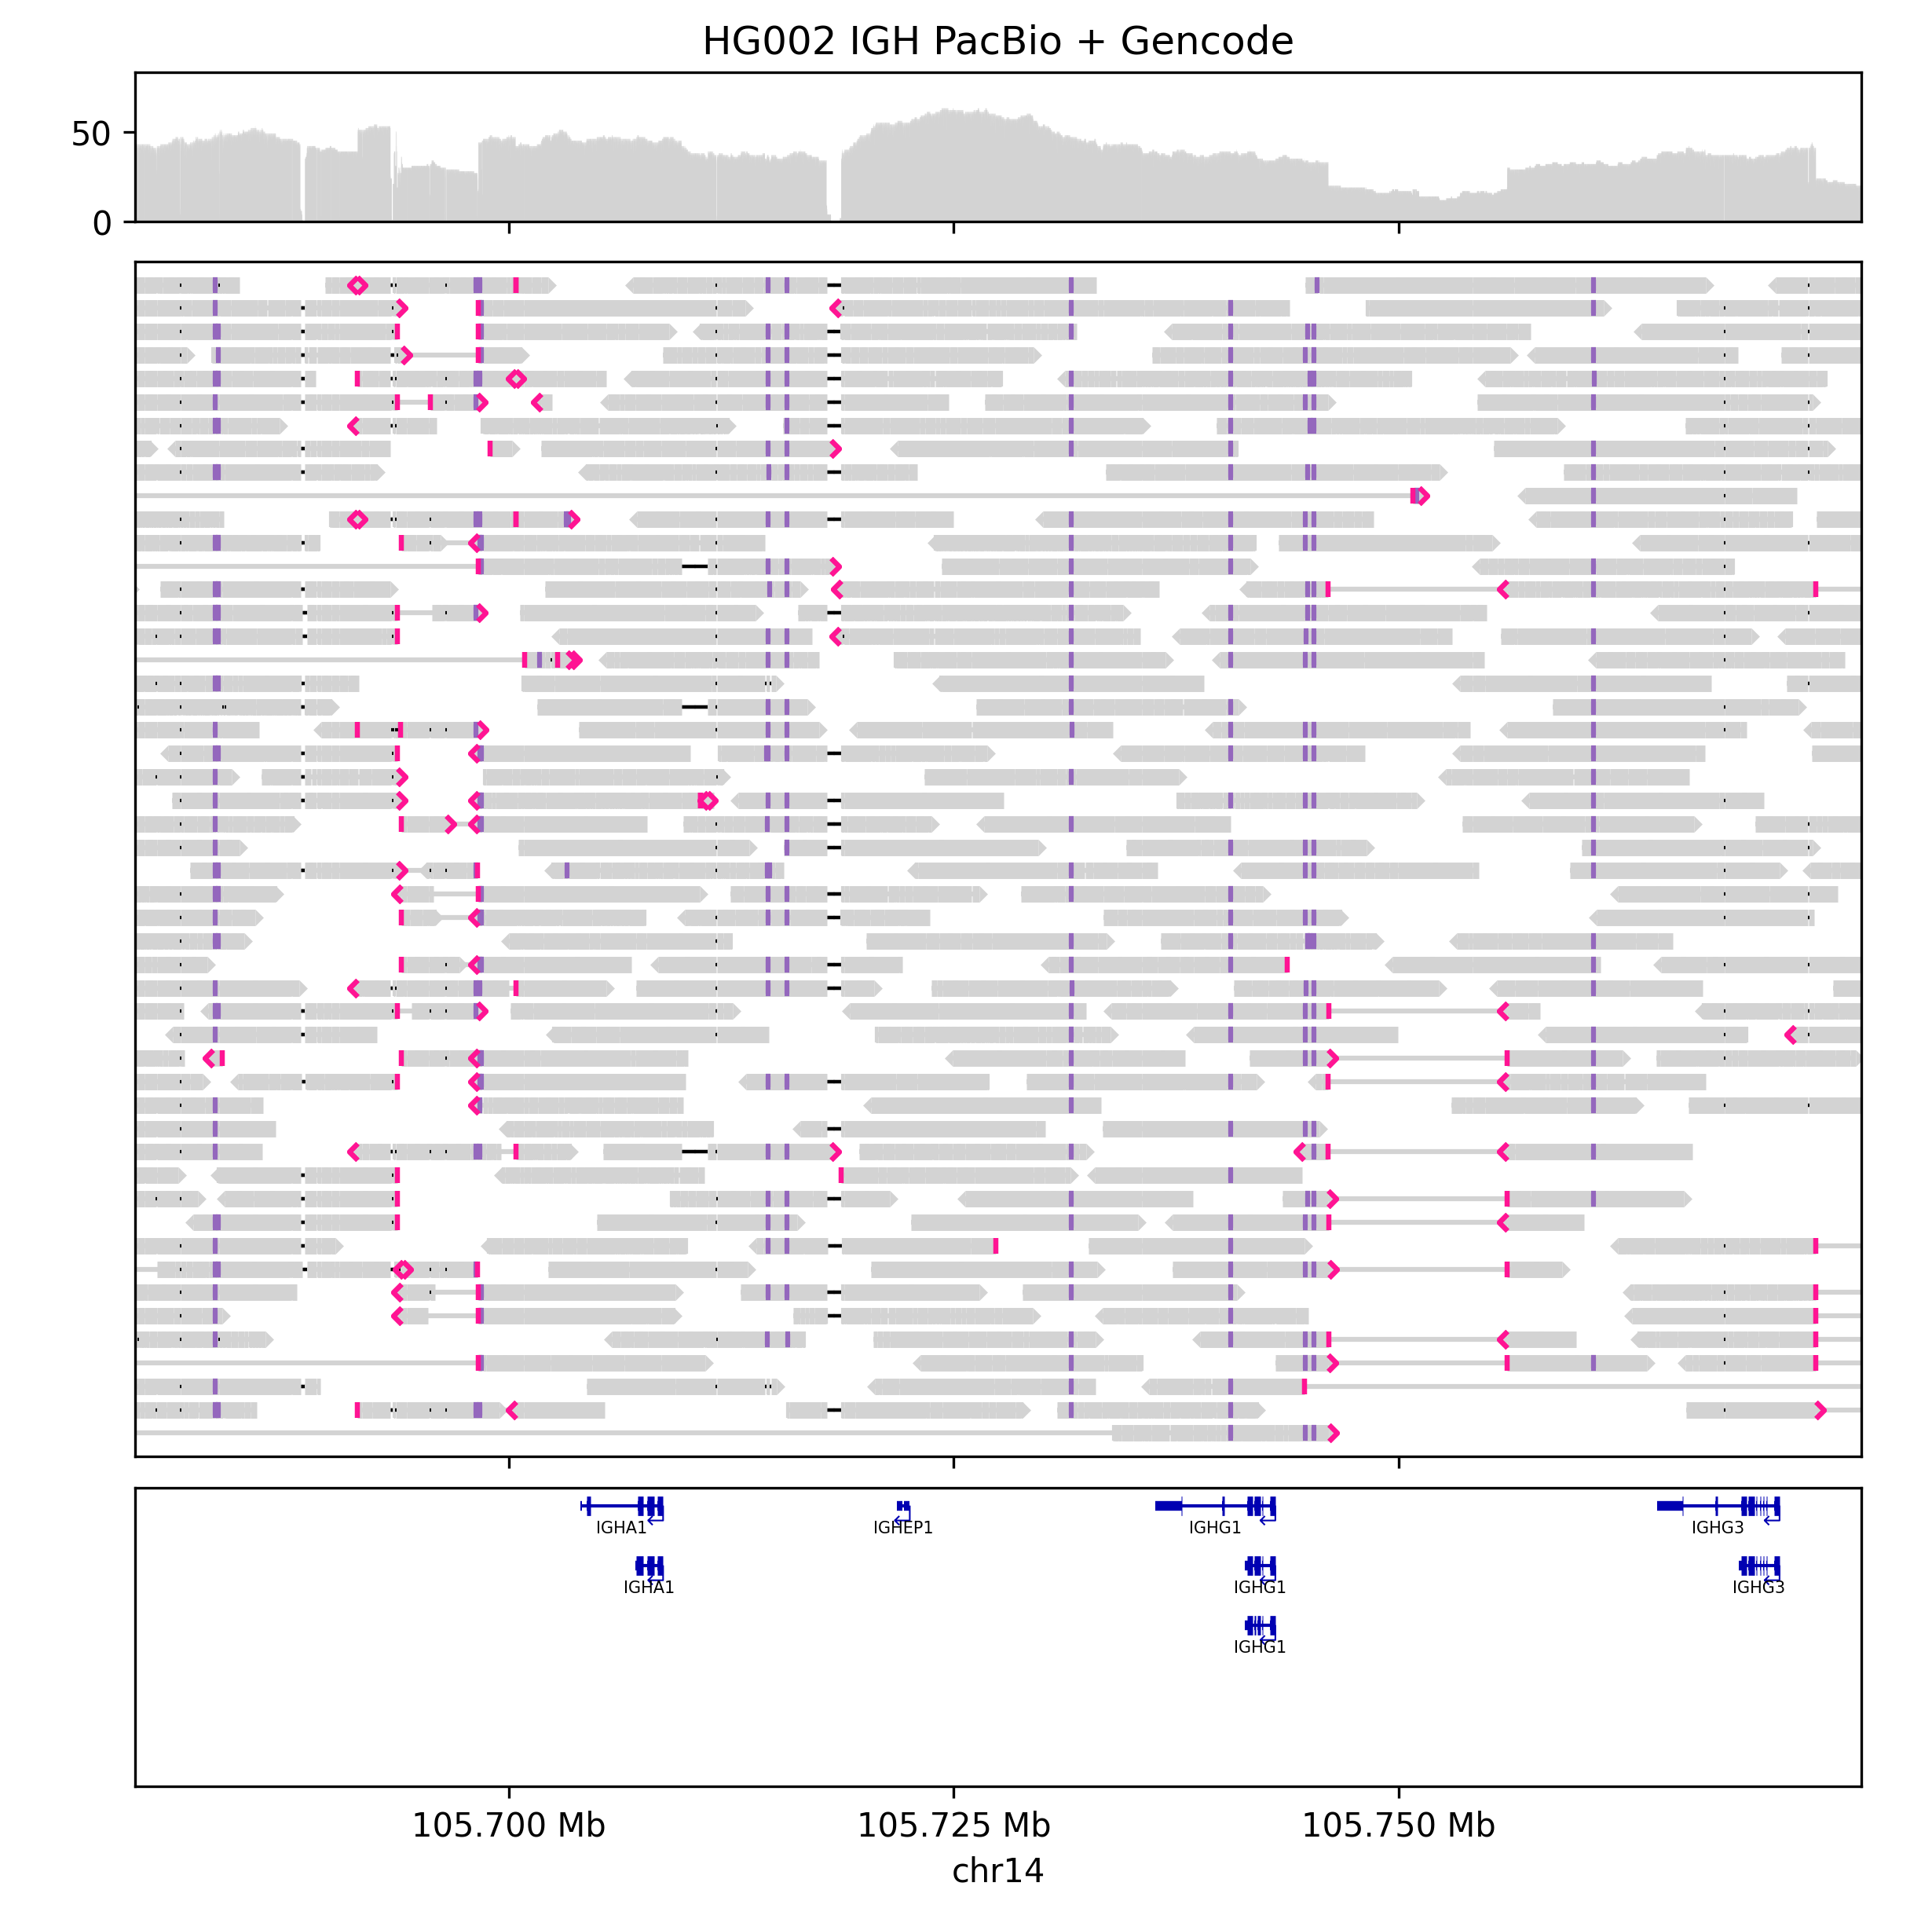 HG002 IGH PacBio + Gencode
50
0
IGHA1 IGHEP1 IGHG1 IGHG3
IGHA1 IGHG1 IGHG3
IGHG1
105.700 Mb 105.725 Mb 105.750 Mb
chr14